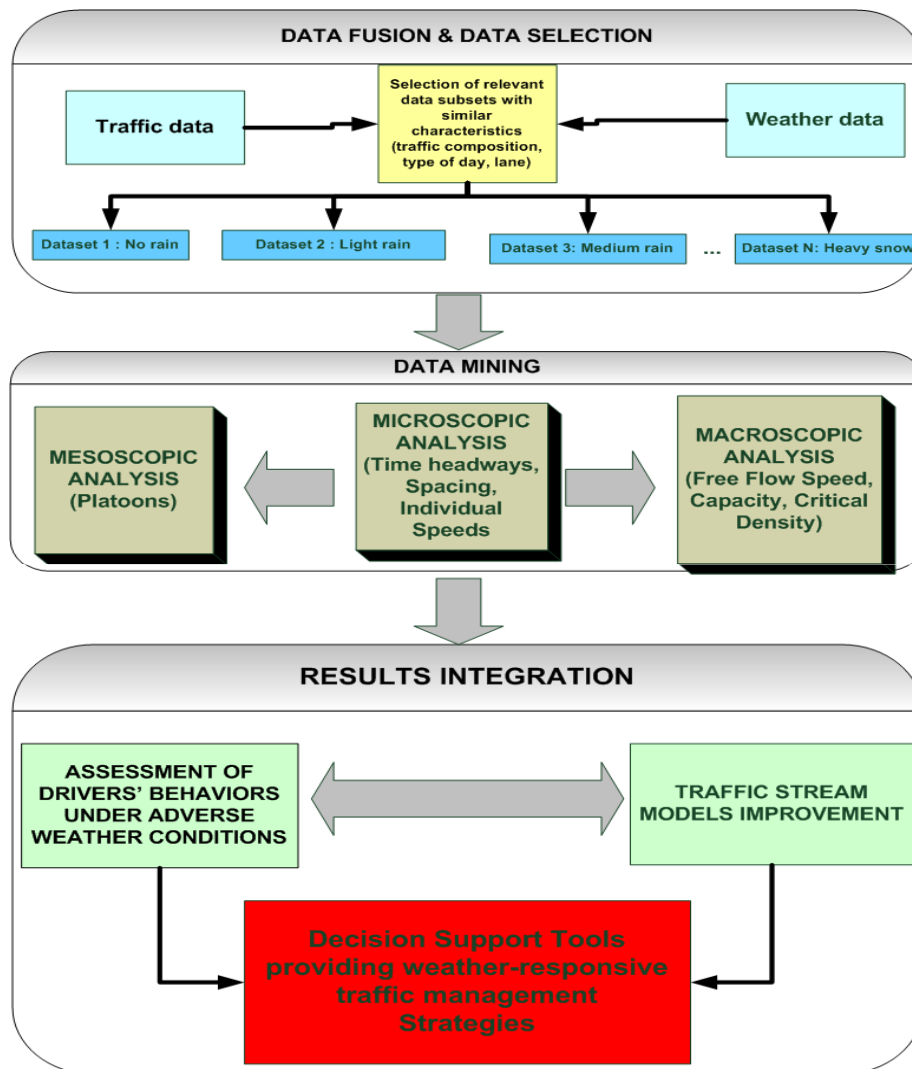 DATA FUSION & DATA SELECTION
Traffic data
Selection of relevant
data subsets with
similar
characteristics
(traffic composition,
type of day, lane)
Weather data
Dataset 1 : No rain
Dataset 2 : Light rain
Dataset 3: Medium rain
...
Dataset N: Heavy snow
DATA MINING
MESOSCOPIC
ANALYSIS
(Platoons)
MICROSCOPIC
ANALYSIS
(Time headways,
Spacing,
Individual
Speeds
MACROSCOPIC
ANALYSIS
(Free Flow Speed,
Capacity, Critical
Density)
RESULTS INTEGRATION
ASSESSMENT OF
DRIVERS’ BEHAVIORS
UNDER ADVERSE
WEATHER CONDITIONS
TRAFFIC STREAM
MODELS IMPROVEMENT
Decision Support Tools
providing weather-responsive
traffic management
Strategies